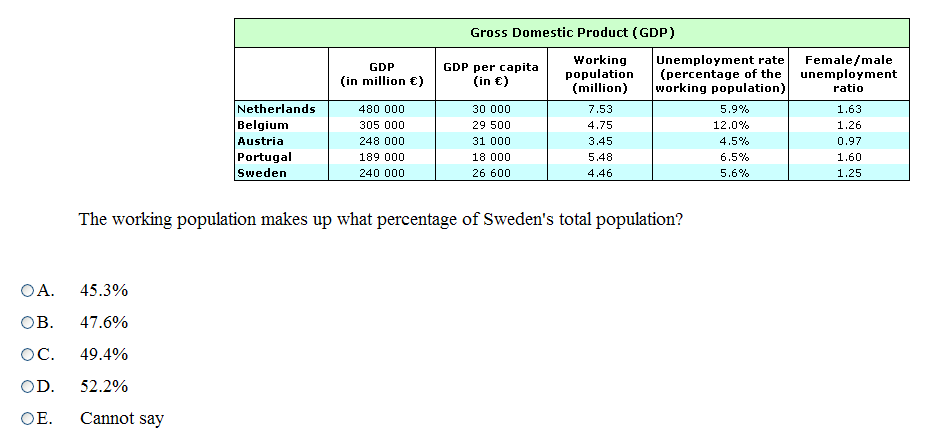 Gross Domestic Product (GDP)
GDP (in million €) GDP per capita (in €) Working population (million) Unemployment rate (percentage of the working population) Female/male unemployment ratio
Netherlands 480 000 30 000 7.53 5.9% 1.63
Belgium 305 000 29 500 4.75 12.0% 1.26
Austria 248 000 31 000 3.45 4.5% 0.97
Portugal 189 000 18 000 5.48 6.5% 1.60
Sweden 240 000 26 600 4.46 5.6% 1.25
The working population makes up what percentage of Sweden's total population?
A. 45.3%
B. 47.6%
C. 49.4%
D. 52.2%
E. Cannot say